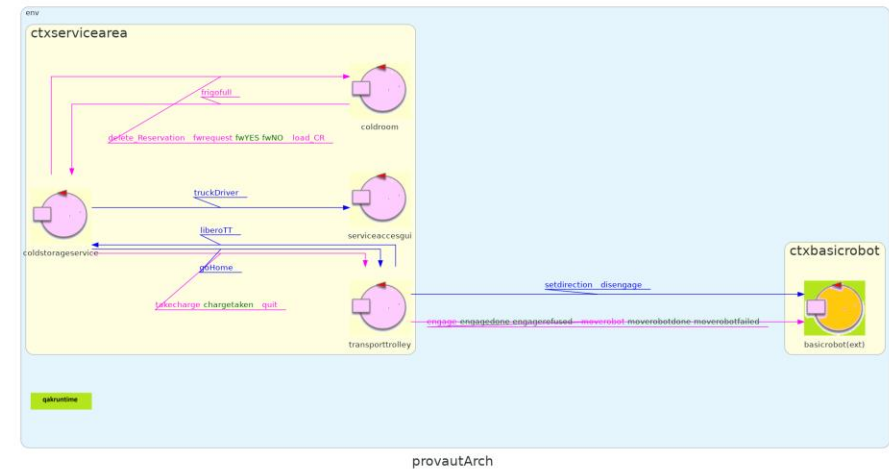 env
ctxservicearea
frigofull
coldroom
delete_Reservation fwrequest fwYES fwNO load_CR
truckDriver
serviceaccesgui
coldstorageservice
liberoTT
goHome
takecharge chargetaken quit
transporttrolley
ctxbasicrobot
setdirection disengage
engage engagedone engagerefused moverobot moverobotdone moverobotfailed
basicrobot(ext)
qakruntime
provautArch